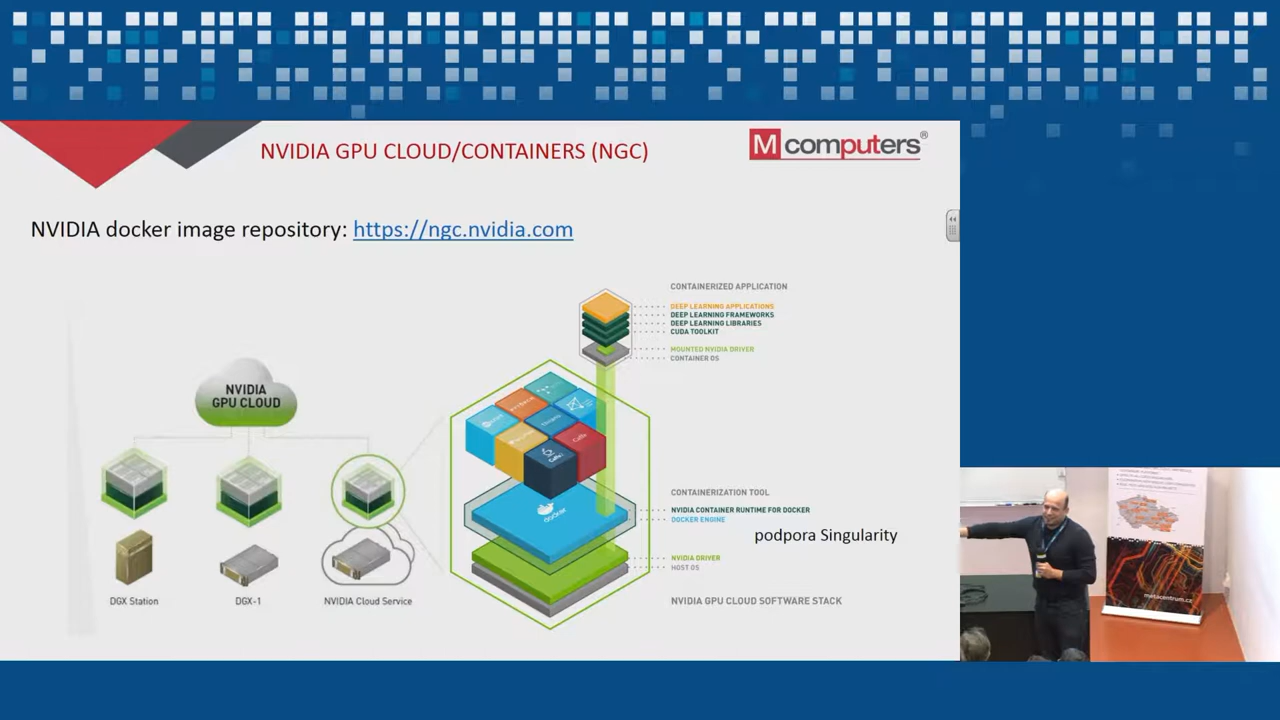 NVIDIA GPU CLOUD/CONTAINERS (NGC)
M computers®
NVIDIA docker image repository: https://ngc.nvidia.com
CONTAINERIZED APPLICATION
DEEP LEARNING APPLICATIONS
DEEP LEARNING FRAMEWORKS
DEEP LEARNING LIBRARIES
CUDA TOOLKIT
MOUNTED NVIDIA DRIVER
CONTAINER OS
NVIDIA
GPU CLOUD
docker
CONTAINERIZATION TOOL
NVIDIA CONTAINER RUNTIME FOR DOCKER
DOCKER ENGINE
podpora Singularity
NVIDIA DRIVER
HOST OS
DGX Station
DGX-1
NVIDIA Cloud Service
NVIDIA GPU CLOUD SOFTWARE STACK
metacentrum.cz